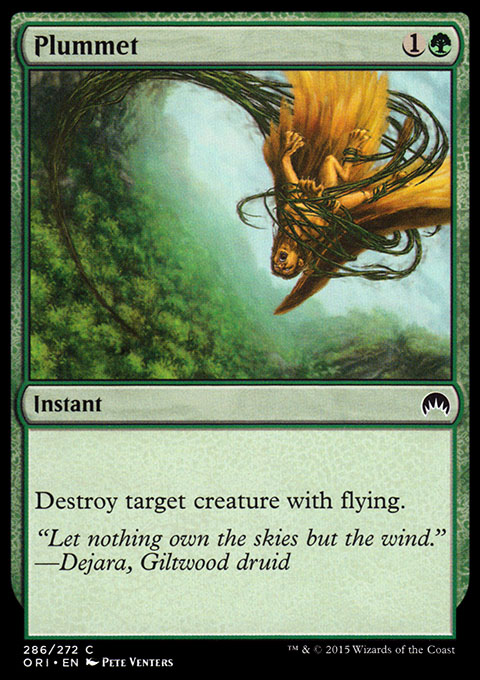 Plummet 1
Instant
Destroy target creature with flying.
“Let nothing own the skies but the wind.”
—Dejara, Giltwood druid
286/272 C
ORI • EN Pete Venters
™ & © 2015 Wizards of the Coast